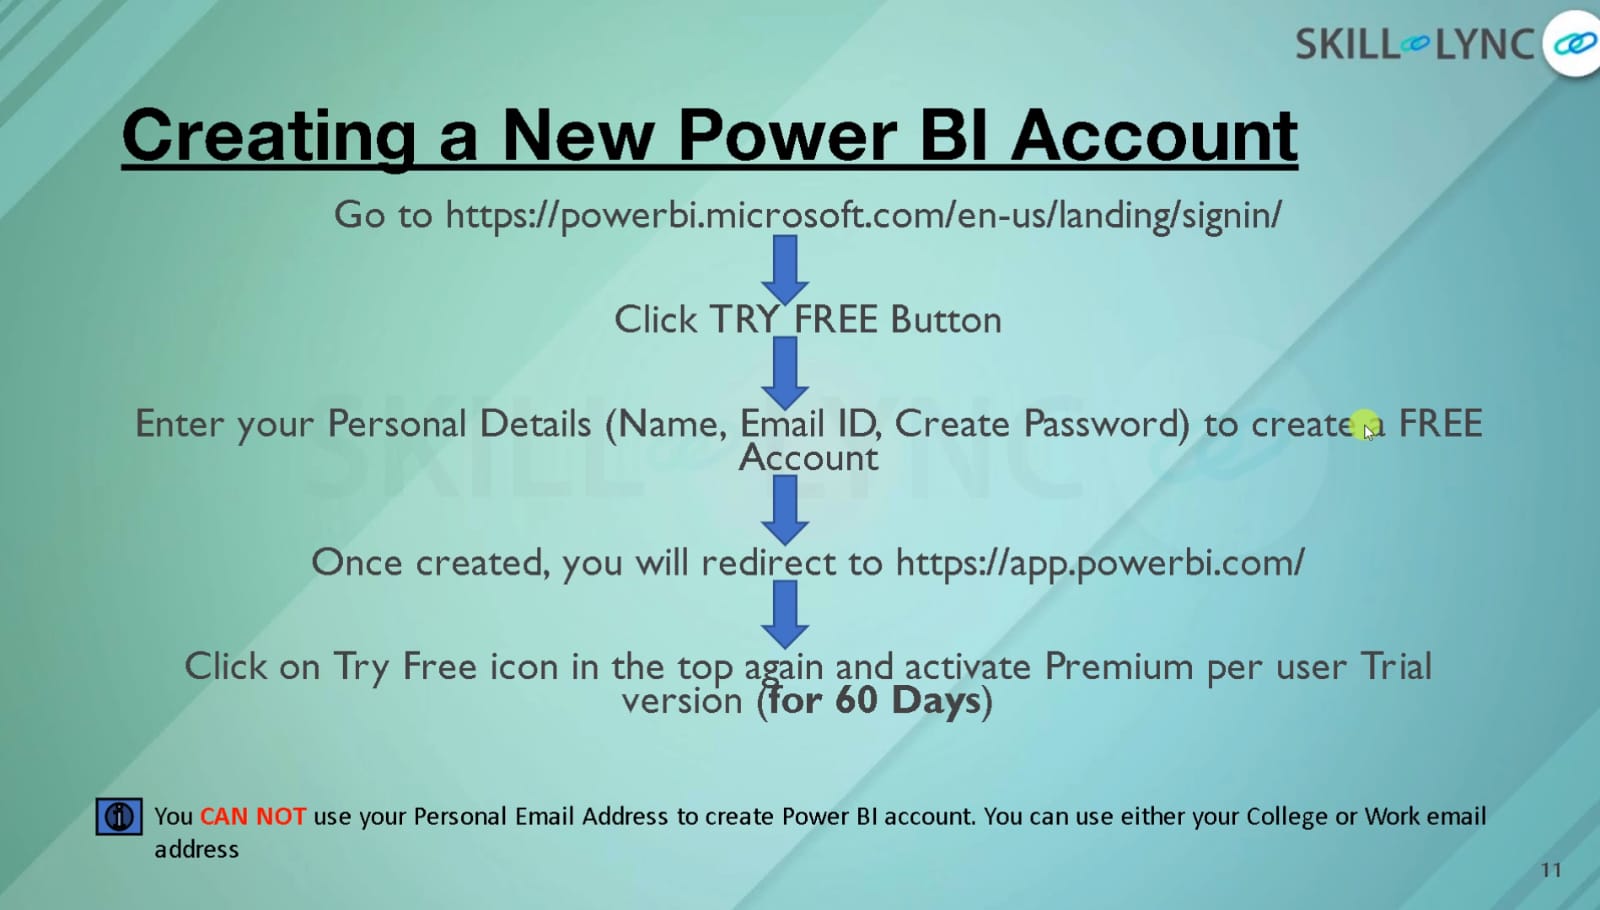 SKILL LYNC
Creating a New Power BI Account
Go to https://powerbi.microsoft.com/en-us/landing/signin/
Click TRY FREE Button
Enter your Personal Details (Name, Email ID, Create Password) to create a FREE
Account
Once created, you will redirect to https://app.powerbi.com/
Click on Try Free icon in the top again and activate Premium per user Trial
version (for 60 Days)
You CAN NOT use your Personal Email Address to create Power BI account. You can use either your College or Work email
address
11
SKILL LYNC